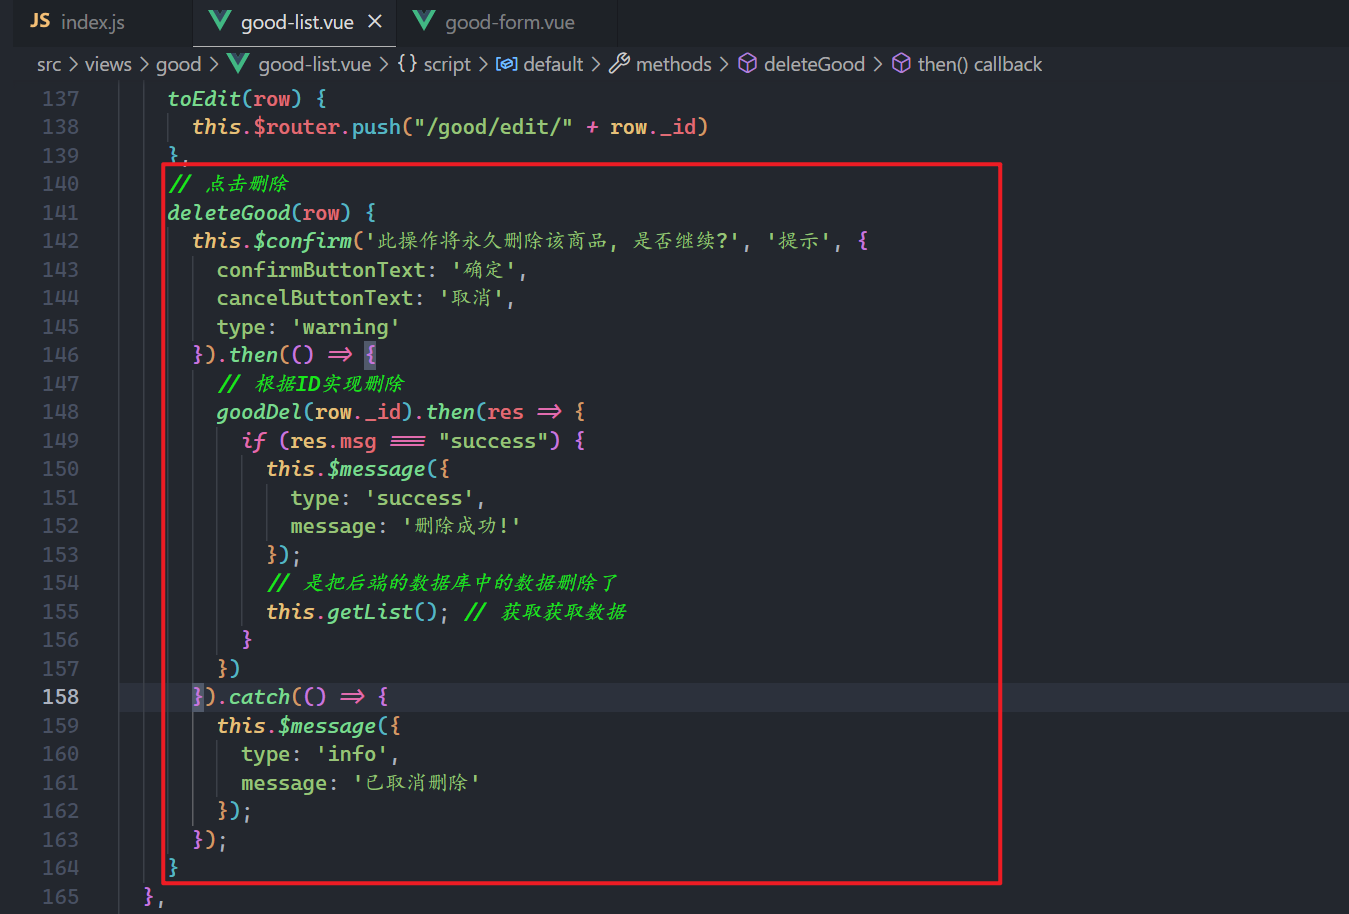 JS index.js good-list.vue × good-form.vue
src > views > good > good-list.vue > {} script > default > methods > deleteGood > then() callback
137 toEdit(row) {
138 this.$router.push("/good/edit/" + row._id)
139 },
140 // 点击删除
141 deleteGood(row) {
142 this.$confirm('此操作将永久删除该商品, 是否继续?', '提示', {
143 confirmButtonText: '确定',
144 cancelButtonText: '取消',
145 type: 'warning'
146 }).then(() => {
147 // 根据ID实现删除
148 goodDel(row._id).then(res => {
149 if (res.msg === "success") {
150 this.$message({
151 type: 'success',
152 message: '删除成功!'
153 });
154 // 是把后端的数据库中的数据删除了
155 this.getList(); // 获取获取数据
156 }
157 })
158 }).catch(() => {
159 this.$message({
160 type: 'info',
161 message: '已取消删除'
162 });
163 });
164 }
165 },